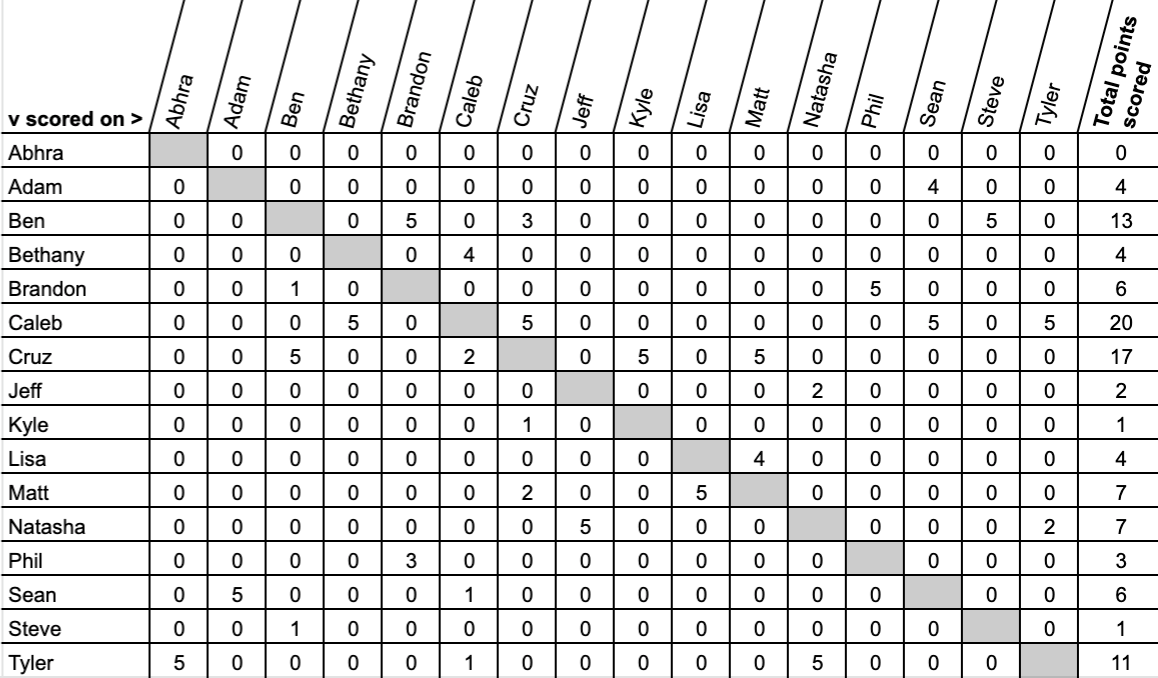 v scored on > Abhra Adam Ben Bethany Brandon Caleb Cruz Jeff Kyle Lisa Matt Natasha Phil Sean Steve Tyler Total points scored
Abhra 0 0 0 0 0 0 0 0 0 0 0 0 0 0 0 0
Adam 0 0 0 0 0 0 0 0 0 0 0 0 4 0 0 4
Ben 0 0 0 5 0 3 0 0 0 0 0 0 0 5 0 13
Bethany 0 0 0 0 4 0 0 0 0 0 0 0 0 0 0 4
Brandon 0 0 1 0 0 0 0 0 0 0 0 5 0 0 0 6
Caleb 0 0 0 5 0 5 0 0 0 0 0 0 5 0 5 20
Cruz 0 0 5 0 0 2 0 5 0 5 0 0 0 0 0 17
Jeff 0 0 0 0 0 0 0 0 0 0 2 0 0 0 0 2
Kyle 0 0 0 0 0 0 1 0 0 0 0 0 0 0 0 1
Lisa 0 0 0 0 0 0 0 0 0 4 0 0 0 0 0 4
Matt 0 0 0 0 0 0 2 0 0 5 0 0 0 0 0 7
Natasha 0 0 0 0 0 0 0 5 0 0 0 0 0 0 2 7
Phil 0 0 0 0 3 0 0 0 0 0 0 0 0 0 0 3
Sean 0 5 0 0 0 1 0 0 0 0 0 0 0 0 0 6
Steve 0 0 1 0 0 0 0 0 0 0 0 0 0 0 0 1
Tyler 5 0 0 0 0 1 0 0 0 0 0 5 0 0 0 11